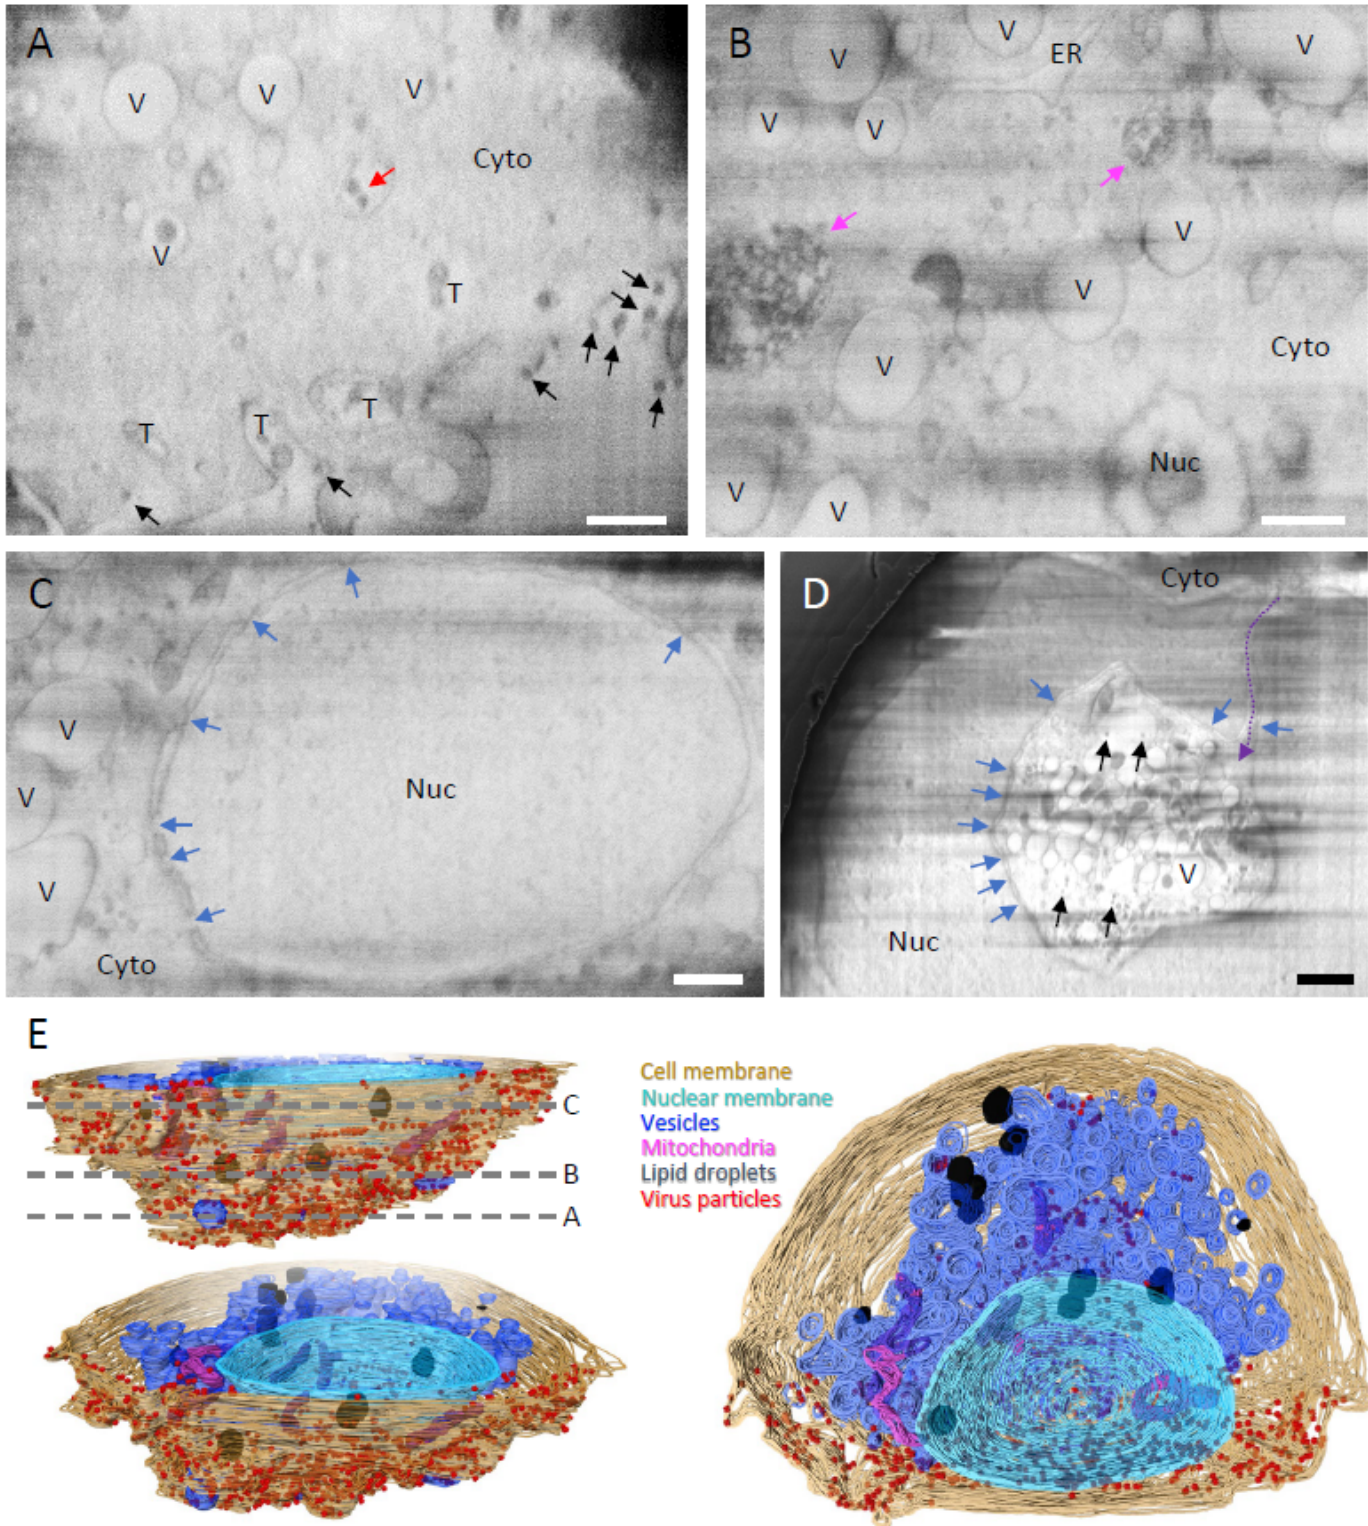 A
V
V
V
Cyto
V
T
T
T
T
B
V
V
ER
V
V
V
V
V
V
Cyto
Nuc
V
V
C
V
V
V
Nuc
Cyto
D
Cyto
V
Nuc
E
C
B
A
Cell membrane
Nuclear membrane
Vesicles
Mitochondria
Lipid droplets
Virus particles